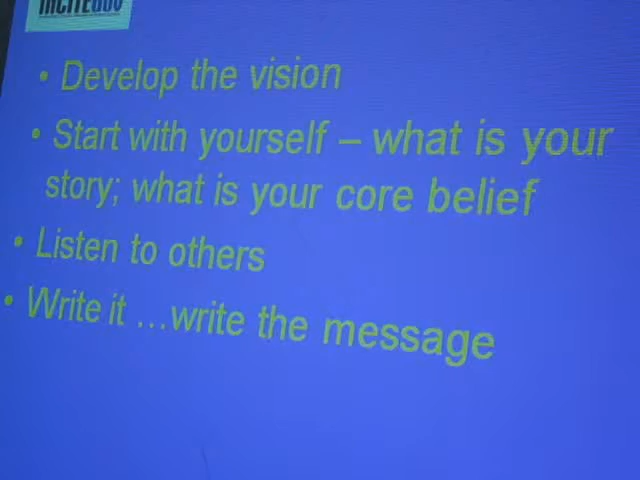 • Develop the vision
• Start with yourself – what is your
story; what is your core belief
• Listen to others
• Write it ...write the message